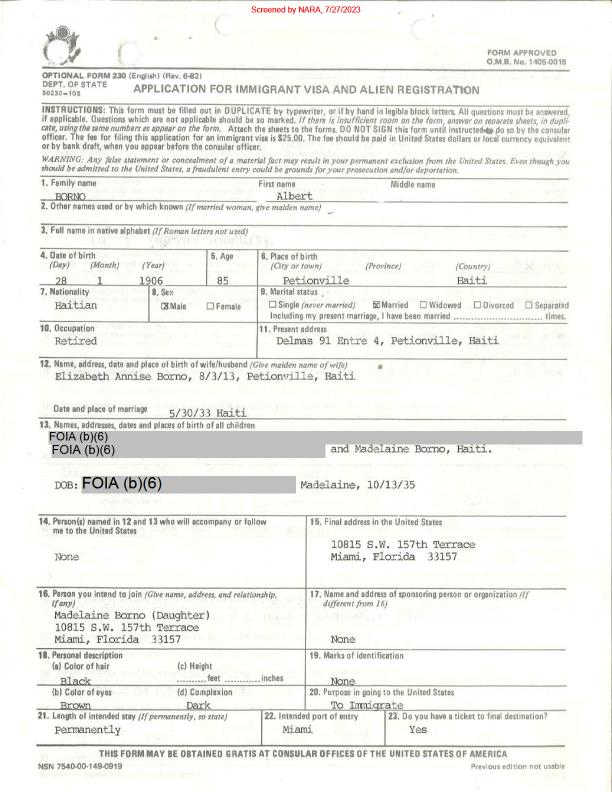 Screened by NARA, 7/27/2023
FORM APPROVED
O.M.B. No. 1405-0015
OPTIONAL FORM 230 (English) (Rev. 6-82)
DEPT. OF STATE
50230-105
APPLICATION FOR IMMIGRANT VISA AND ALIEN REGISTRATION
INSTRUCTIONS: This form must be filled out in DUPLICATE by typewriter, or if by hand in legible block letters. All questions must be answered,
if applicable. Questions which are not applicable should be so marked. If there is insufficient room on the form, answer on separate sheets, in dupli-
cate, using the same numbers as appear on the form. Attach the sheets to the forms. DO NOT SIGN this form until instructed to do so by the consular
officer. The fee for filing this application for an immigrant visa is $25.00. The fee should be paid in United States dollars or local currency equivalent
or by bank draft, when you appear before the consular officer.
WARNING: Any false statement or concealment of a material fact may result in your permanent exclusion from the United States. Even though you
should be admitted to the United States, a fraudulent entry could be grounds for your prosecution and/or deportation.
1. Family name First name Middle name
BORNO Albert
2. Other names used or by which known (If married woman, give maiden name)
3. Full name in native alphabet (If Roman letters not used)
4. Date of birth 5. Age 6. Place of birth
(Day) (Month) (Year) (City or town) (Province) (Country)
28 1 1906 85 Petionville Haiti
7. Nationality 8. Sex 9. Marital status
Haitian ☒ Male ☐ Female ☐ Single (never married) ☒ Married ☐ Widowed ☐ Divorced ☐ Separated
Including my present marriage, I have been married .......................... times.
10. Occupation 11. Present address
Retired Delmas 91 Entre 4, Petionville, Haiti
12. Name, address, date and place of birth of wife/husband (Give maiden name of wife)
Elizabeth Annise Borno, 8/3/13, Petionville, Haiti
Date and place of marriage 5/30/33 Haiti
13. Names, addresses, dates and places of birth of all children
FOIA (b)(6)
FOIA (b)(6) and Madelaine Borno, Haiti.
DOB: FOIA (b)(6) Madelaine, 10/13/35
14. Person(s) named in 12 and 13 who will accompany or follow
me to the United States
None
15. Final address in the United States
10815 S.W. 157th Terrace
Miami, Florida 33157
16. Person you intend to join (Give name, address, and relationship,
if any)
Madelaine Borno (Daughter)
10815 S.W. 157th Terrace
Miami, Florida 33157
17. Name and address of sponsoring person or organization (If
different from 16)
None
18. Personal description
(a) Color of hair (c) Height
Black ......... feet ........... inches
(b) Color of eyes (d) Complexion
Brown Dark
19. Marks of identification
None
20. Purpose in going to the United States
To Immigrate
21. Length of intended stay (If permanently, so state) 22. Intended port of entry 23. Do you have a ticket to final destination?
Permanently Miami Yes
THIS FORM MAY BE OBTAINED GRATIS AT CONSULAR OFFICES OF THE UNITED STATES OF AMERICA
NSN 7540-00-149-0919 Previous edition not usable